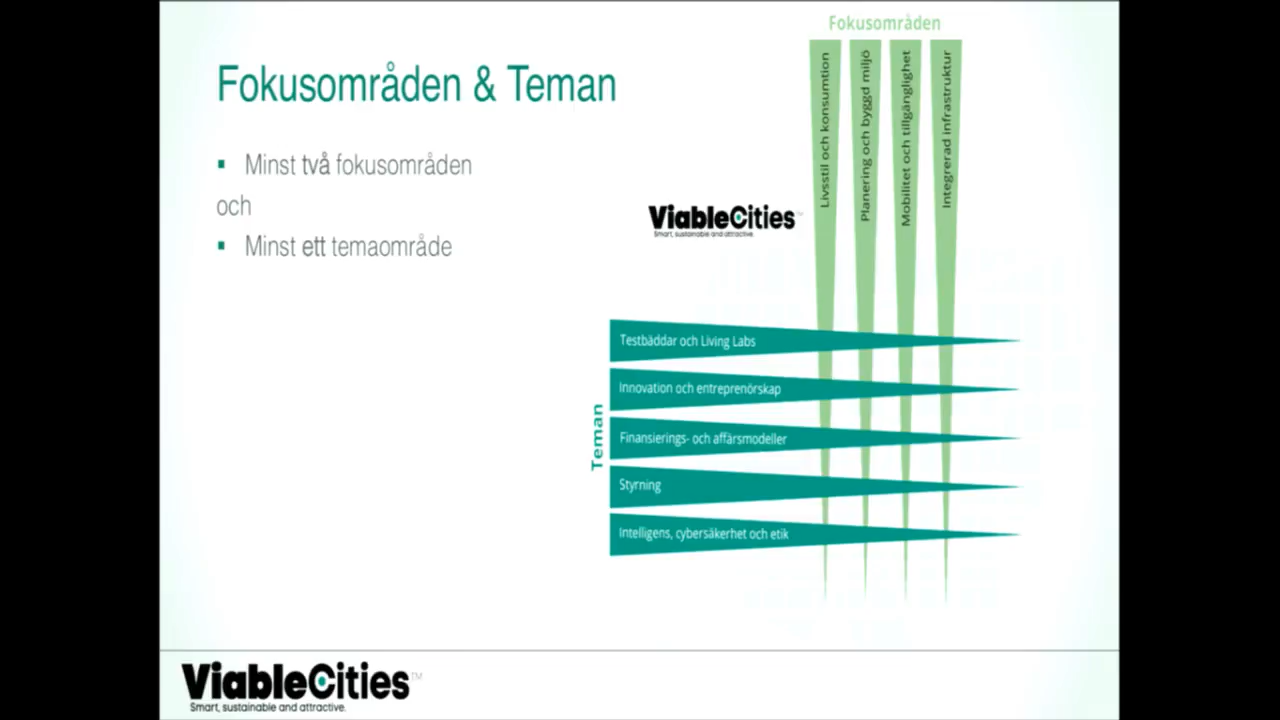 Fokusområden & Teman
▪ Minst två fokusområden
och
▪ Minst ett temaområde
Fokusområden
Livsstil och konsumtion
Planering och byggd miljö
Mobilitet och tillgänglighet
Integrerad infrastruktur
ViableCities™
Smart, sustainable and attractive
Teman
Testbäddar och Living Labs
Innovation och entreprenörskap
Finansierings- och affärsmodeller
Styrning
Intelligens, cybersäkerhet och etik
ViableCities™
Smart, sustainable and attractive.